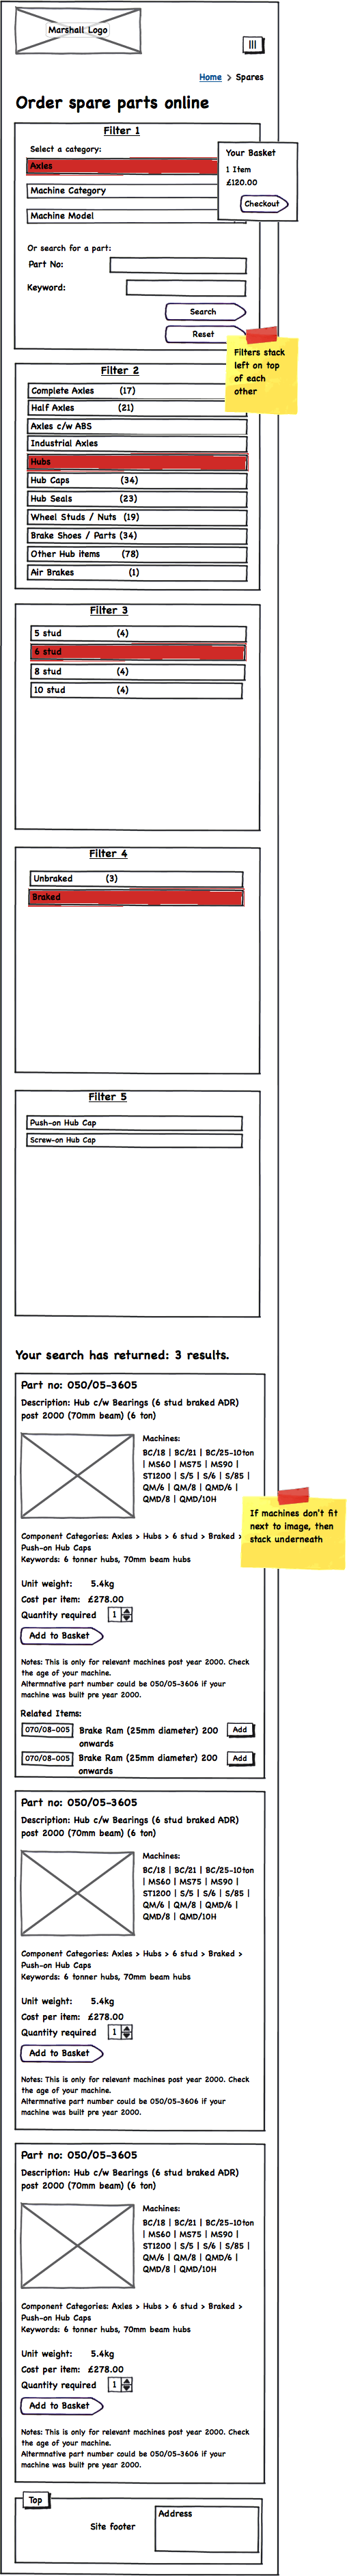 Marshall Logo
Home > Spares
Order spare parts online
Filter 1
Select a category:
Axles
Machine Category
Machine Model
Your Basket
1 Item
£120.00
Checkout
Or search for a part:
Part No:
Keyword:
Search
Reset
Filters stack
left on top
of each
other
Filter 2
Complete Axles (17)
Half Axles (21)
Axles c/w ABS
Industrial Axles
Hubs
Hub Caps (34)
Hub Seals (23)
Wheel Studs / Nuts (19)
Brake Shoes / Parts (34)
Other Hub items (78)
Air Brakes (1)
Filter 3
5 stud (4)
6 stud
8 stud (4)
10 stud (4)
Filter 4
Unbraked (3)
Braked
Filter 5
Push-on Hub Cap
Screw-on Hub Cap
Your search has returned: 3 results.
Part no: 050/05-3605
Description: Hub c/w Bearings (6 stud braked ADR)
post 2000 (70mm beam) (6 ton)
Machines:
BC/18 | BC/21 | BC/25-10ton
| MS60 | MS75 | MS90 |
ST1200 | S/5 | S/6 | S/85 |
QM/6 | QM/8 | QMD/6 |
QMD/8 | QMD/10H
If machines don't fit
next to image, then
stack underneath
Component Categories: Axles > Hubs > 6 stud > Braked >
Push-on Hub Caps
Keywords: 6 tonner hubs, 70mm beam hubs
Unit weight: 5.4kg
Cost per item: £278.00
Quantity required 1
Add to Basket
Notes: This is only for relevant machines post year 2000. Check
the age of your machine.
Altermnative part number could be 050/05-3606 if your
machine was built pre year 2000.
Related Items:
070/08-005 Brake Ram (25mm diameter) 200 Add
onwards
070/08-005 Brake Ram (25mm diameter) 200 Add
onwards
Part no: 050/05-3605
Description: Hub c/w Bearings (6 stud braked ADR)
post 2000 (70mm beam) (6 ton)
Machines:
BC/18 | BC/21 | BC/25-10ton
| MS60 | MS75 | MS90 |
ST1200 | S/5 | S/6 | S/85 |
QM/6 | QM/8 | QMD/6 |
QMD/8 | QMD/10H
Component Categories: Axles > Hubs > 6 stud > Braked >
Push-on Hub Caps
Keywords: 6 tonner hubs, 70mm beam hubs
Unit weight: 5.4kg
Cost per item: £278.00
Quantity required 1
Add to Basket
Notes: This is only for relevant machines post year 2000. Check
the age of your machine.
Altermnative part number could be 050/05-3606 if your
machine was built pre year 2000.
Part no: 050/05-3605
Description: Hub c/w Bearings (6 stud braked ADR)
post 2000 (70mm beam) (6 ton)
Machines:
BC/18 | BC/21 | BC/25-10ton
| MS60 | MS75 | MS90 |
ST1200 | S/5 | S/6 | S/85 |
QM/6 | QM/8 | QMD/6 |
QMD/8 | QMD/10H
Component Categories: Axles > Hubs > 6 stud > Braked >
Push-on Hub Caps
Keywords: 6 tonner hubs, 70mm beam hubs
Unit weight: 5.4kg
Cost per item: £278.00
Quantity required 1
Add to Basket
Notes: This is only for relevant machines post year 2000. Check
the age of your machine.
Altermnative part number could be 050/05-3606 if your
machine was built pre year 2000.
Top
Address
Site footer